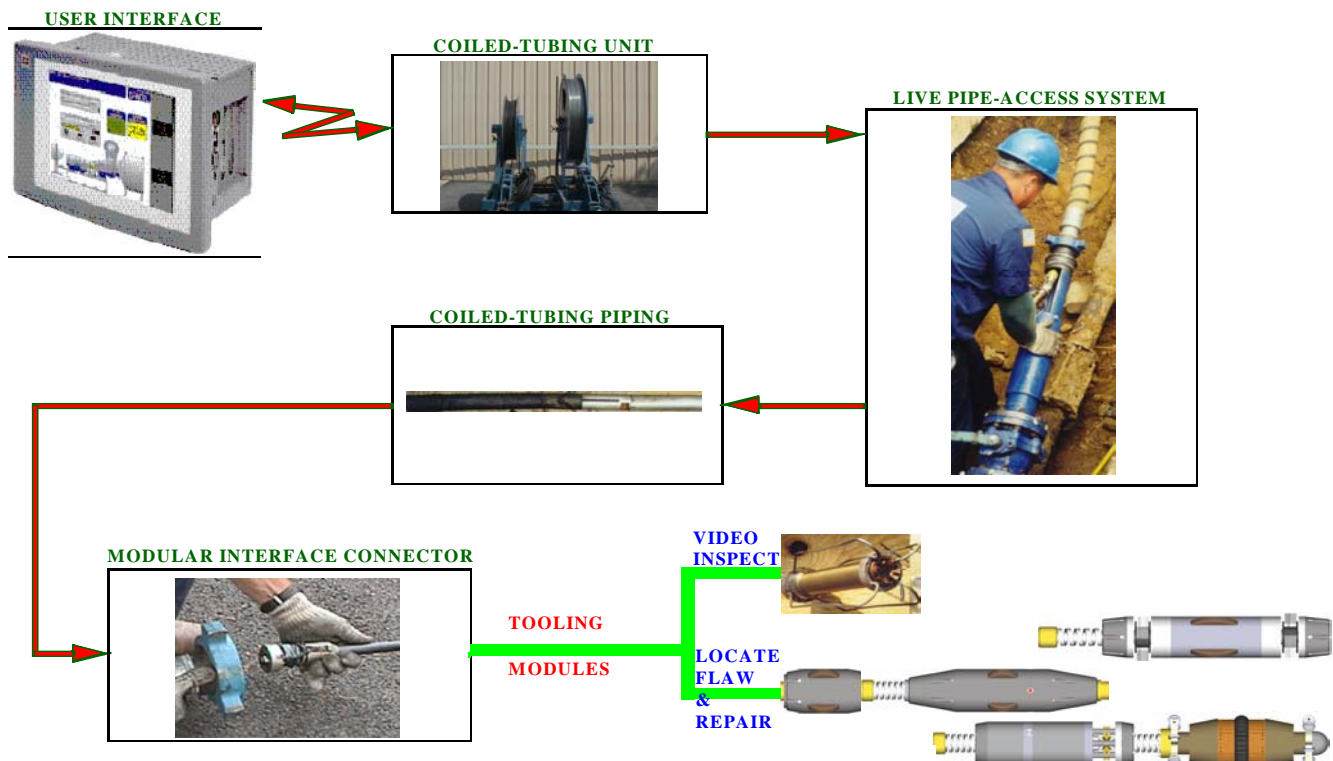 USER INTERFACE
COILED-TUBING UNIT
LIVE PIPE-ACCESS SYSTEM
COILED-TUBING PIPING
MODULAR INTERFACE CONNECTOR
TOOLING
MODULES
VIDEO
INSPECT
LOCATE
FLAW
&
REPAIR